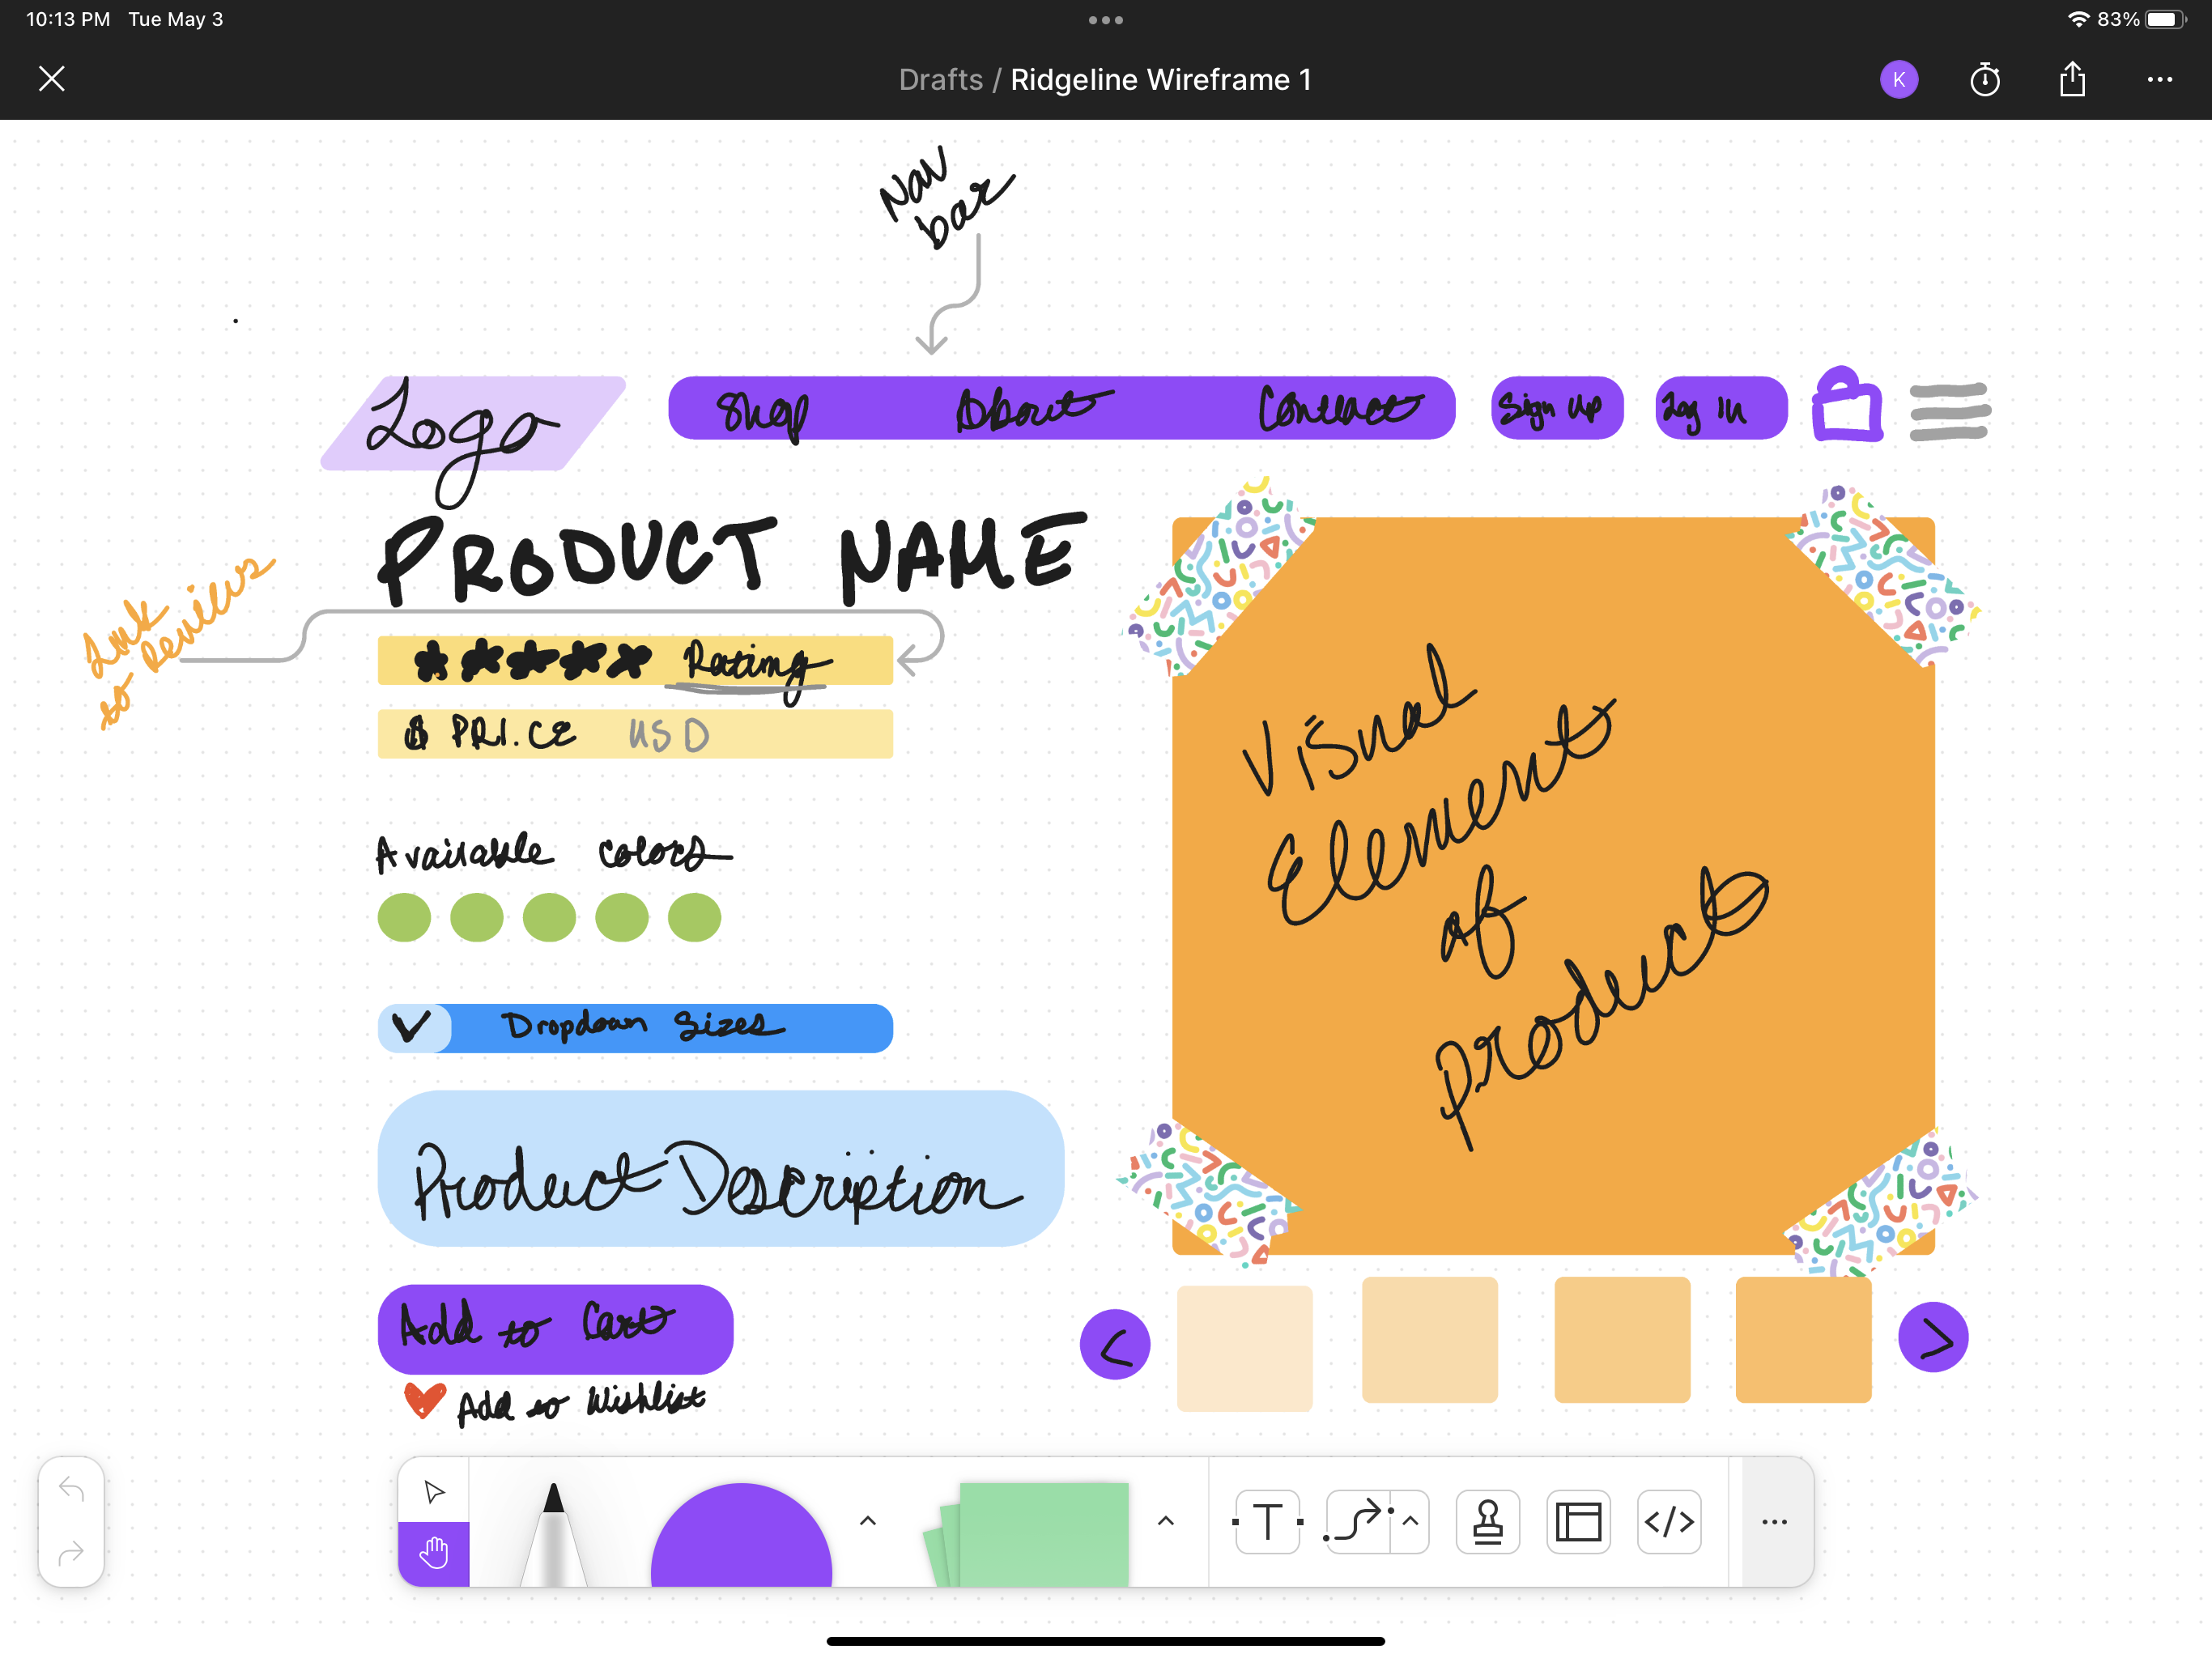 10:13 PM Tue May 3
83%
Drafts / Ridgeline Wireframe 1
K
Nav
bar
Logo
Shop About Contact Sign up Log in
PRODUCT NAME
Link
to Reviews
Rating
$ PRI.CE USD
Available colors
Dropdown Sizes
Product Description
Add to Cart
Add to Wishlist
Visual
Element
of
product
< >
T
</>